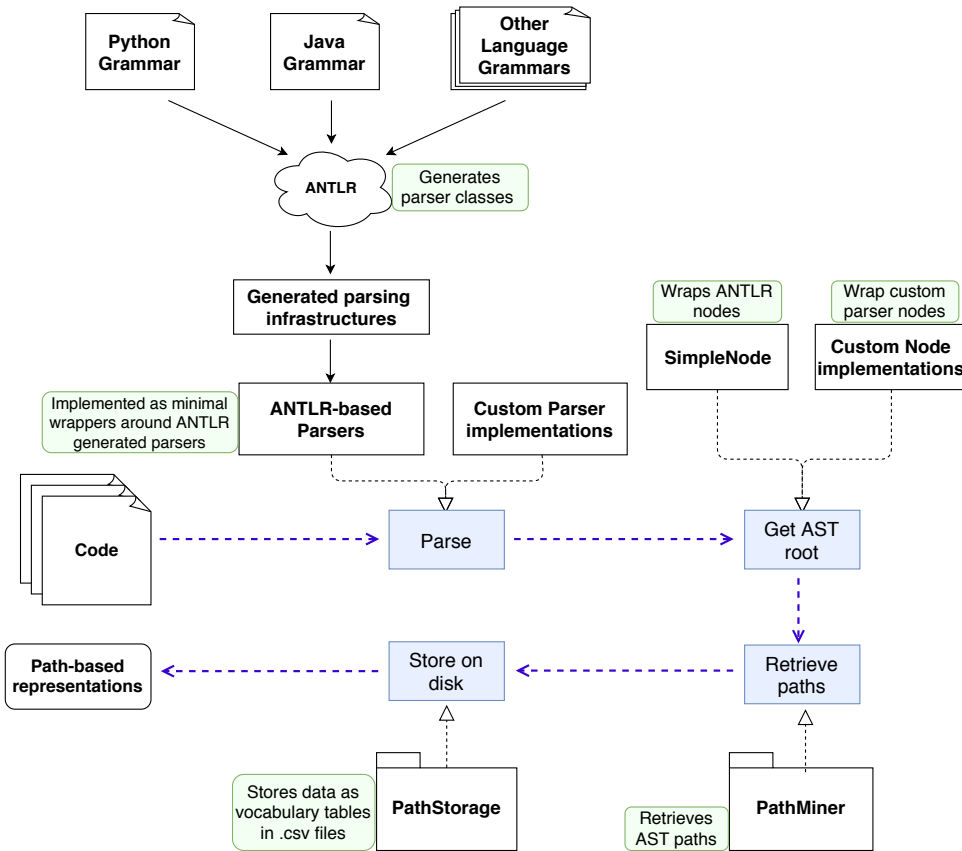 Python
Grammar
Java
Grammar
Other
Language
Grammars
ANTLR
Generates
parser classes
Generated parsing
infrastructures
Wraps ANTLR
nodes
Wrap custom
parser nodes
SimpleNode
Custom Node
implementations
Implemented as minimal
wrappers around ANTLR
generated parsers
ANTLR-based
Parsers
Custom Parser
implementations
Code
Parse
Get AST
root
Path-based
representations
Store on
disk
Retrieve
paths
Stores data as
vocabulary tables
in .csv files
PathStorage
Retrieves
AST paths
PathMiner